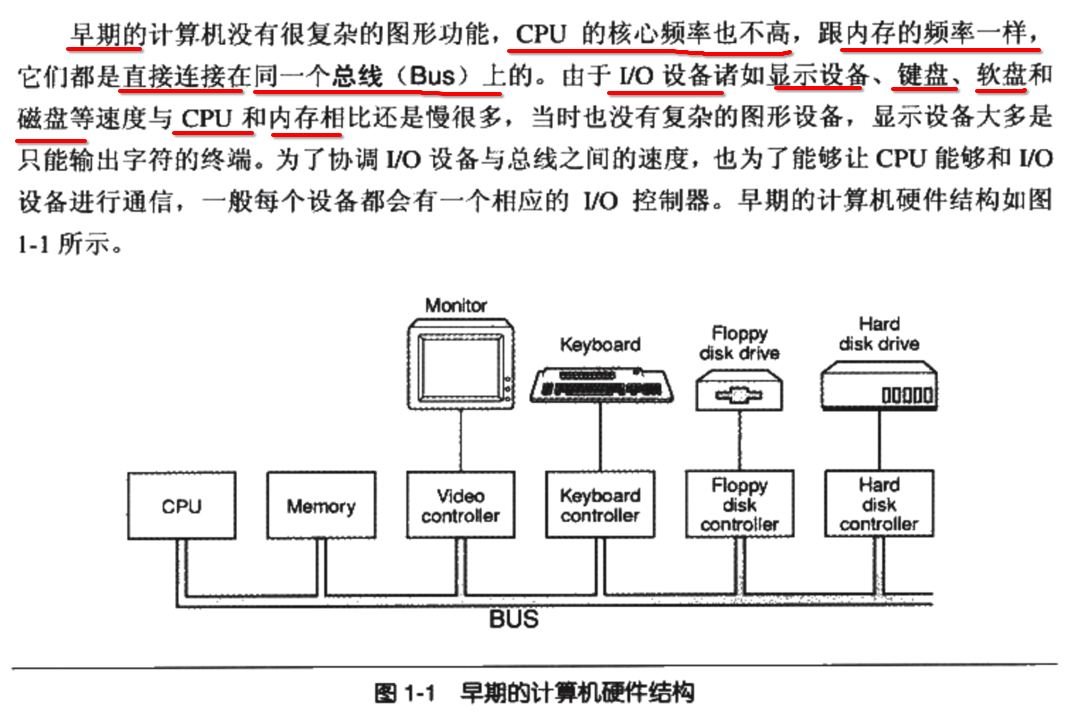 早期的计算机没有很复杂的图形功能，CPU 的核心频率也不高，跟内存的频率一样，
它们都是直接连接在同一个总线（Bus）上的。由于 I/O 设备诸如显示设备、键盘、软盘和
磁盘等速度与 CPU 和内存相比还是慢很多，当时也没有复杂的图形设备，显示设备大多是
只能输出字符的终端。为了协调 I/O 设备与总线之间的速度，也为了能够让 CPU 能够和 I/O
设备进行通信，一般每个设备都会有一个相应的 I/O 控制器。早期的计算机硬件结构如图
1-1 所示。
Monitor
Keyboard
Floppy
disk drive
Hard
disk drive
CPU
Memory
Video
controller
Keyboard
controller
Floppy
disk
controller
Hard
disk
controller
BUS
图 1-1 早期的计算机硬件结构